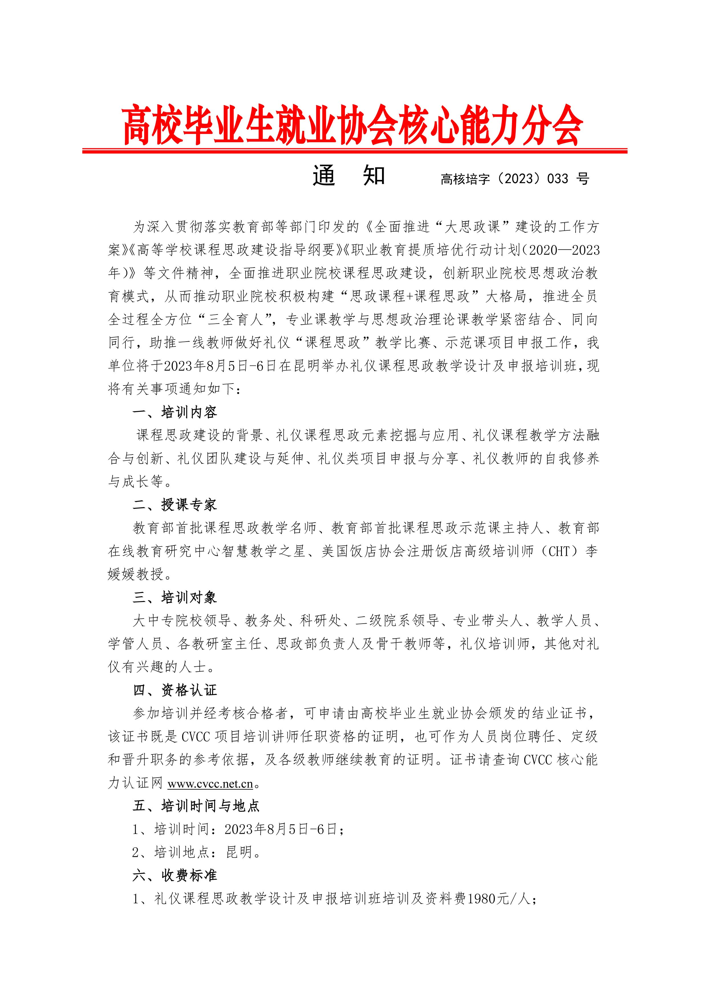 高校毕业生就业协会核心能力分会
通 知 高核培字（2023）033 号
为深入贯彻落实教育部等部门印发的《全面推进“大思政课”建设的工作方
案》《高等学校课程思政建设指导纲要》《职业教育提质培优行动计划（2020—2023
年）》等文件精神，全面推进职业院校课程思政建设，创新职业院校思想政治教
育模式，从而推动职业院校积极构建“思政课程+课程思政”大格局，推进全员
全过程全方位“三全育人”，专业课教学与思想政治理论课教学紧密结合、同向
同行，助推一线教师做好礼仪“课程思政”教学比赛、示范课项目申报工作，我
单位将于2023年8月5日-6日在昆明举办礼仪课程思政教学设计及申报培训班，现
将有关事项通知如下：
一、培训内容
课程思政建设的背景、礼仪课程思政元素挖掘与应用、礼仪课程教学方法融
合与创新、礼仪团队建设与延伸、礼仪类项目申报与分享、礼仪教师的自我修养
与成长等。
二、授课专家
教育部首批课程思政教学名师、教育部首批课程思政示范课主持人、教育部
在线教育研究中心智慧教学之星、美国饭店协会注册饭店高级培训师（CHT）李
媛媛教授。
三、培训对象
大中专院校领导、教务处、科研处、二级院系领导、专业带头人、教学人员、
学管人员、各教研室主任、思政部负责人及骨干教师等，礼仪培训师，其他对礼
仪有兴趣的人士。
四、资格认证
参加培训并经考核合格者，可申请由高校毕业生就业协会颁发的结业证书，
该证书既是 CVCC 项目培训讲师任职资格的证明，也可作为人员岗位聘任、定级
和晋升职务的参考依据，及各级教师继续教育的证明。证书请查询 CVCC 核心能
力认证网 www.cvcc.net.cn。
五、培训时间与地点
1、培训时间：2023年8月5日-6日；
2、培训地点：昆明。
六、收费标准
1、礼仪课程思政教学设计及申报培训班培训及资料费1980元/人；